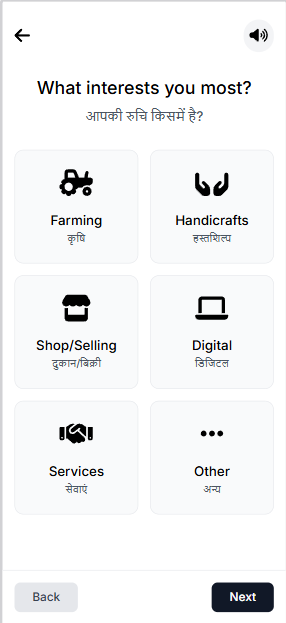 What interests you most?
आपकी रुचि किसमें है?
Farming
कृषि
Handicrafts
हस्तशिल्प
Shop/Selling
दुकान/बिक्री
Digital
डिजिटल
Services
सेवाएं
Other
अन्य
Back
Next